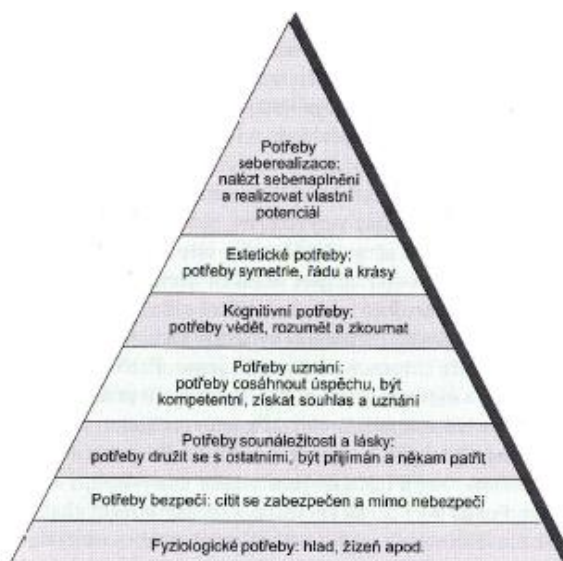 Potřeby
seberealizace:
nalézt sebenaplnění
a realizovat vlastní
potenciál
Estetické potřeby:
potřeby symetrie, řádu a krásy
Kognitivní potřeby:
potřeby vědět, rozumět a zkoumat
Potřeby uznání:
potřeby cosáhnout úspěchu, být
kompetentní, získat souhlas a uznání
Potřeby sounáležitosti a lásky:
potřeby družit se s ostatními, být přijímán a někam patřit
Potřeby bezpečí: cítit se zabezpečen a mimo nebezpečí
Fyziologické potřeby: hlad, žízeň apod.